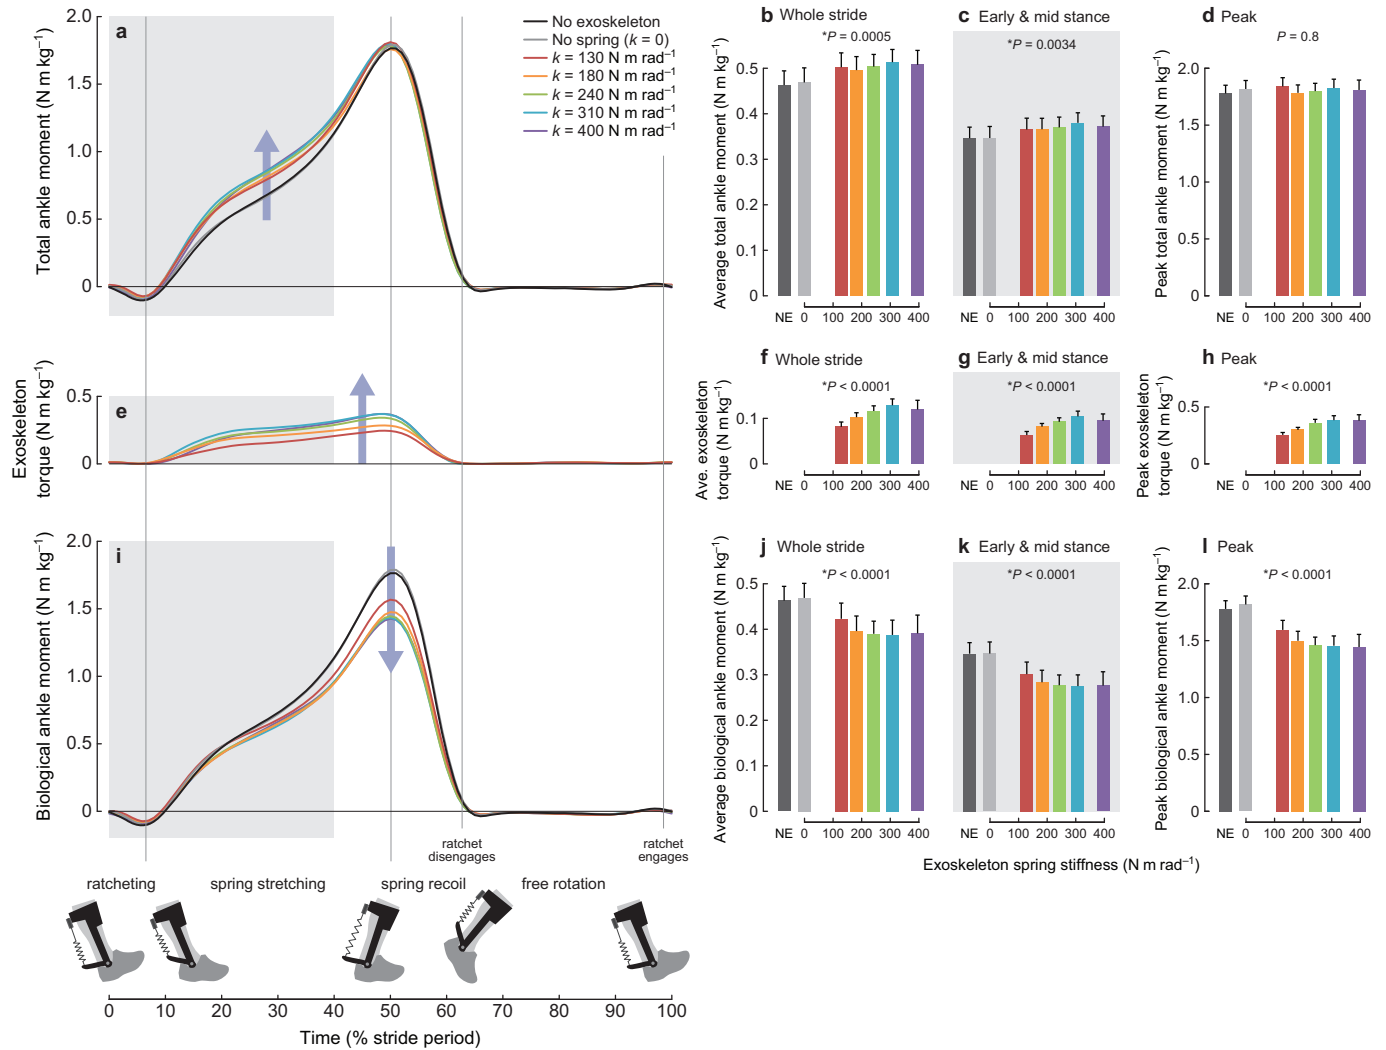 a
No exoskeleton
No spring (k = 0)
k = 130 N m rad⁻¹
k = 180 N m rad⁻¹
k = 240 N m rad⁻¹
k = 310 N m rad⁻¹
k = 400 N m rad⁻¹
Total ankle moment (N m kg⁻¹)
2.0
1.5
1.0
0.5
0
b Whole stride
*P = 0.0005
Average total ankle moment (N m kg⁻¹)
0.5
0.4
0.3
0.2
0.1
0
NE 0 100 200 300 400
c Early & mid stance
*P = 0.0034
NE 0 100 200 300 400
d Peak
P = 0.8
Peak total ankle moment (N m kg⁻¹)
2.0
1.5
1.0
0.5
0
NE 0 100 200 300 400
e
Exoskeleton
torque (N m kg⁻¹)
0.5
0
f Whole stride
*P < 0.0001
Ave. exoskeleton
torque (N m kg⁻¹)
0.1
0
NE 0 100 200 300 400
g Early & mid stance
*P < 0.0001
NE 0 100 200 300 400
h Peak
*P < 0.0001
Peak exoskeleton
torque (N m kg⁻¹)
0.5
0
NE 0 100 200 300 400
i
Biological ankle moment (N m kg⁻¹)
2.0
1.5
1.0
0.5
0
ratchet
disengages
ratchet
engages
j Whole stride
*P < 0.0001
Average biological ankle moment (N m kg⁻¹)
0.5
0.4
0.3
0.2
0.1
0
NE 0 100 200 300 400
k Early & mid stance
*P < 0.0001
NE 0 100 200 300 400
l Peak
*P < 0.0001
Peak biological ankle moment (N m kg⁻¹)
2.0
1.5
1.0
0.5
0
NE 0 100 200 300 400
Exoskeleton spring stiffness (N m rad⁻¹)
ratcheting spring stretching spring recoil free rotation
0 10 20 30 40 50 60 70 80 90 100
Time (% stride period)